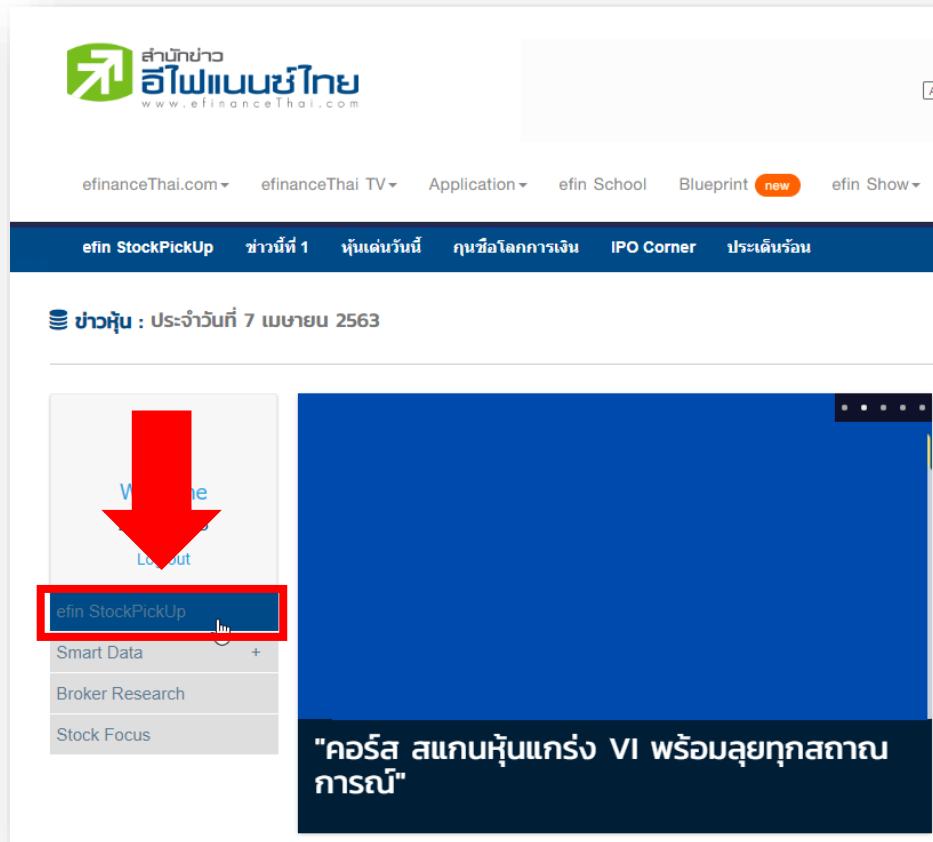 สำนักข่าว
อีไฟแนนซ์ไทย
www.efinanceThai.com
efinanceThai.com efinanceThai TV Application efin School Blueprint new efin Show
efin StockPickUp ข่าวนี้ที่ 1 หุ้นเด่นวันนี้ กูนซือโลกการเงิน IPO Corner ประเด็นร้อน
ข่าวหุ้น : ประจำวันที่ 7 เมษายน 2563
efin StockPickUp
Smart Data +
Broker Research
Stock Focus
"คอร์ส สแกนหุ้นแกร่ง VI พร้อมลุยทุกสถาณ
การณ์"